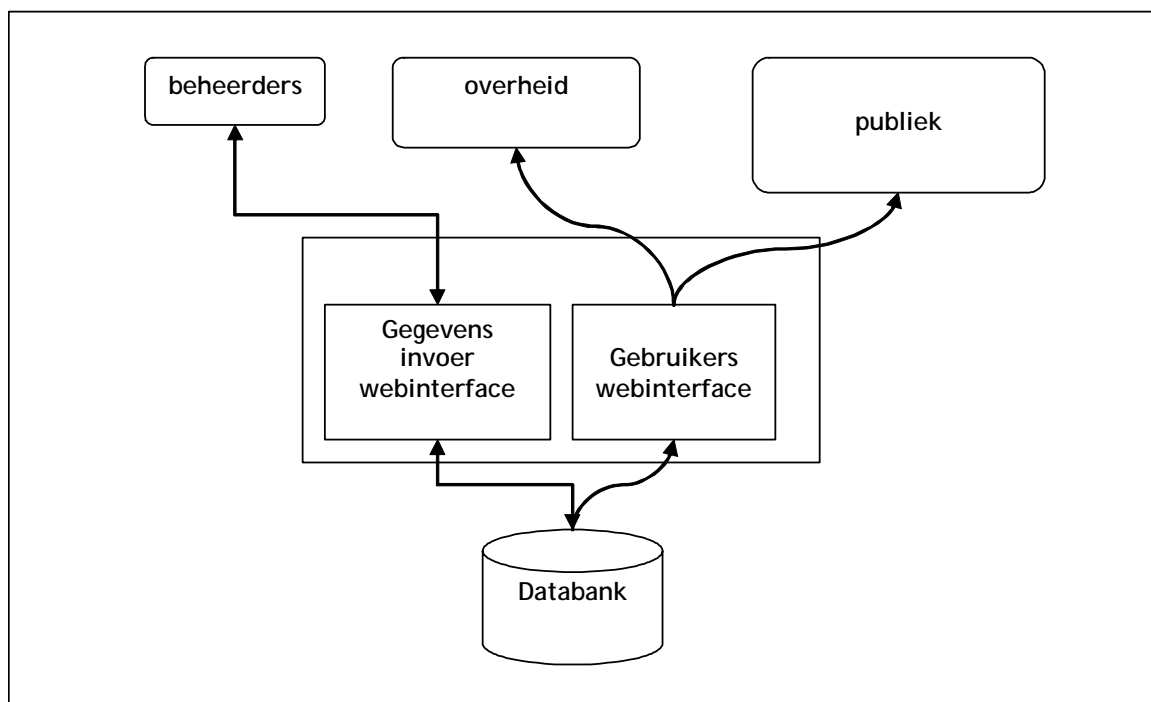 beheerders
overheid
publiek
Gegevens
invoer
webinterface
Gebruikers
webinterface
Databank